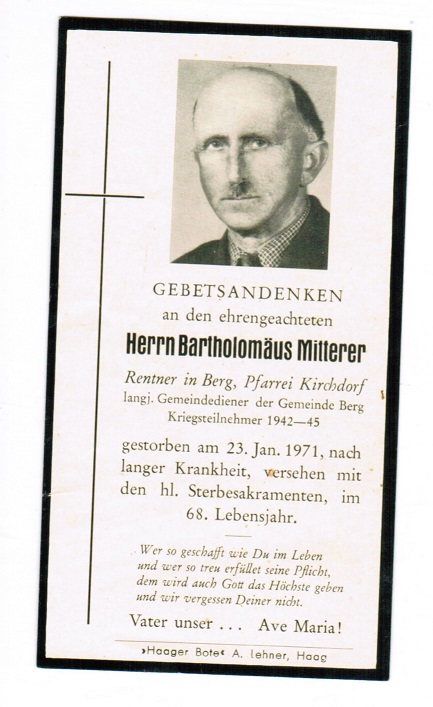 GEBETSANDENKEN
an den ehrengeachteten
Herrn Bartholomäus Mitterer
Rentner in Berg, Pfarrei Kirchdorf
langj. Gemeindediener der Gemeinde Berg
Kriegsteilnehmer 1942—45
gestorben am 23. Jan. 1971, nach
langer Krankheit, versehen mit
den hl. Sterbesakramenten, im
68. Lebensjahr.
Wer so geschafft wie Du im Leben
und wer so treu erfüllet seine Pflicht,
dem wird auch Gott das Höchste geben
und wir vergessen Deiner nicht.
Vater unser ... Ave Maria!
›Haager Bote‹ A. Lehner, Haag